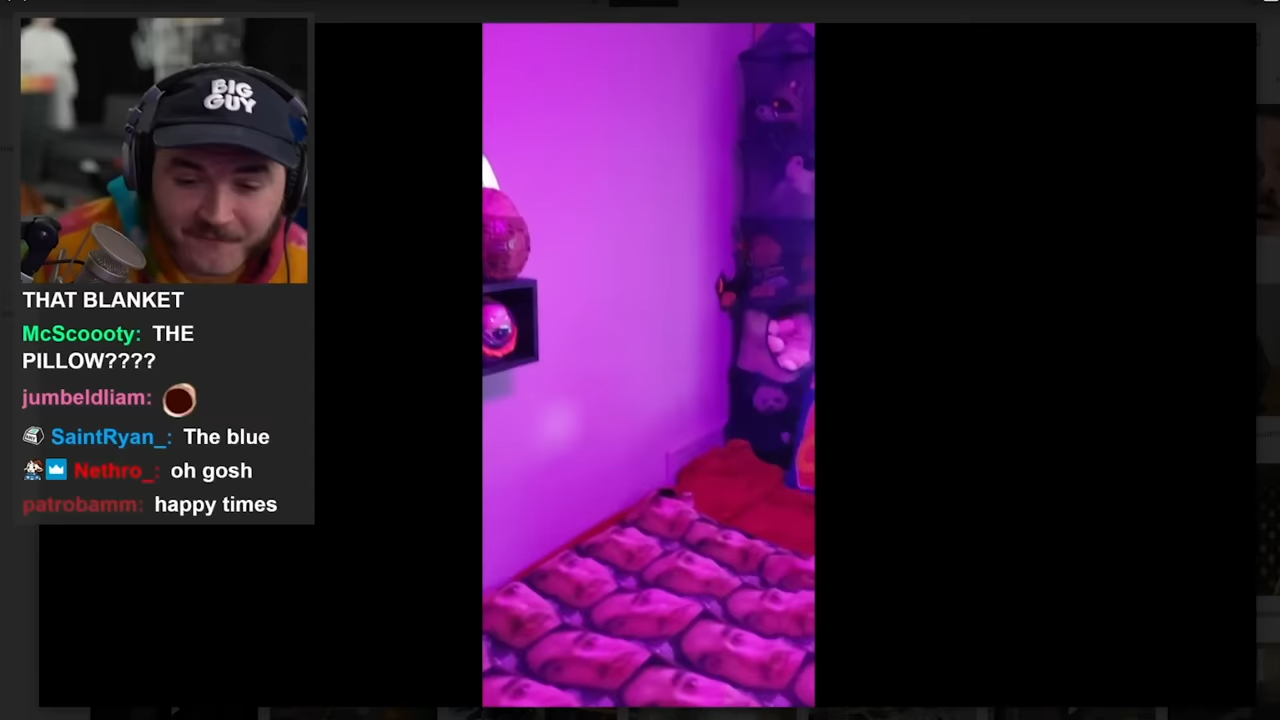 BIG
GUY
THAT BLANKET
McScoooty: THE
PILLOW????
jumbeldliam:
SaintRyan_: The blue
Nethro_: oh gosh
patrobamm: happy times